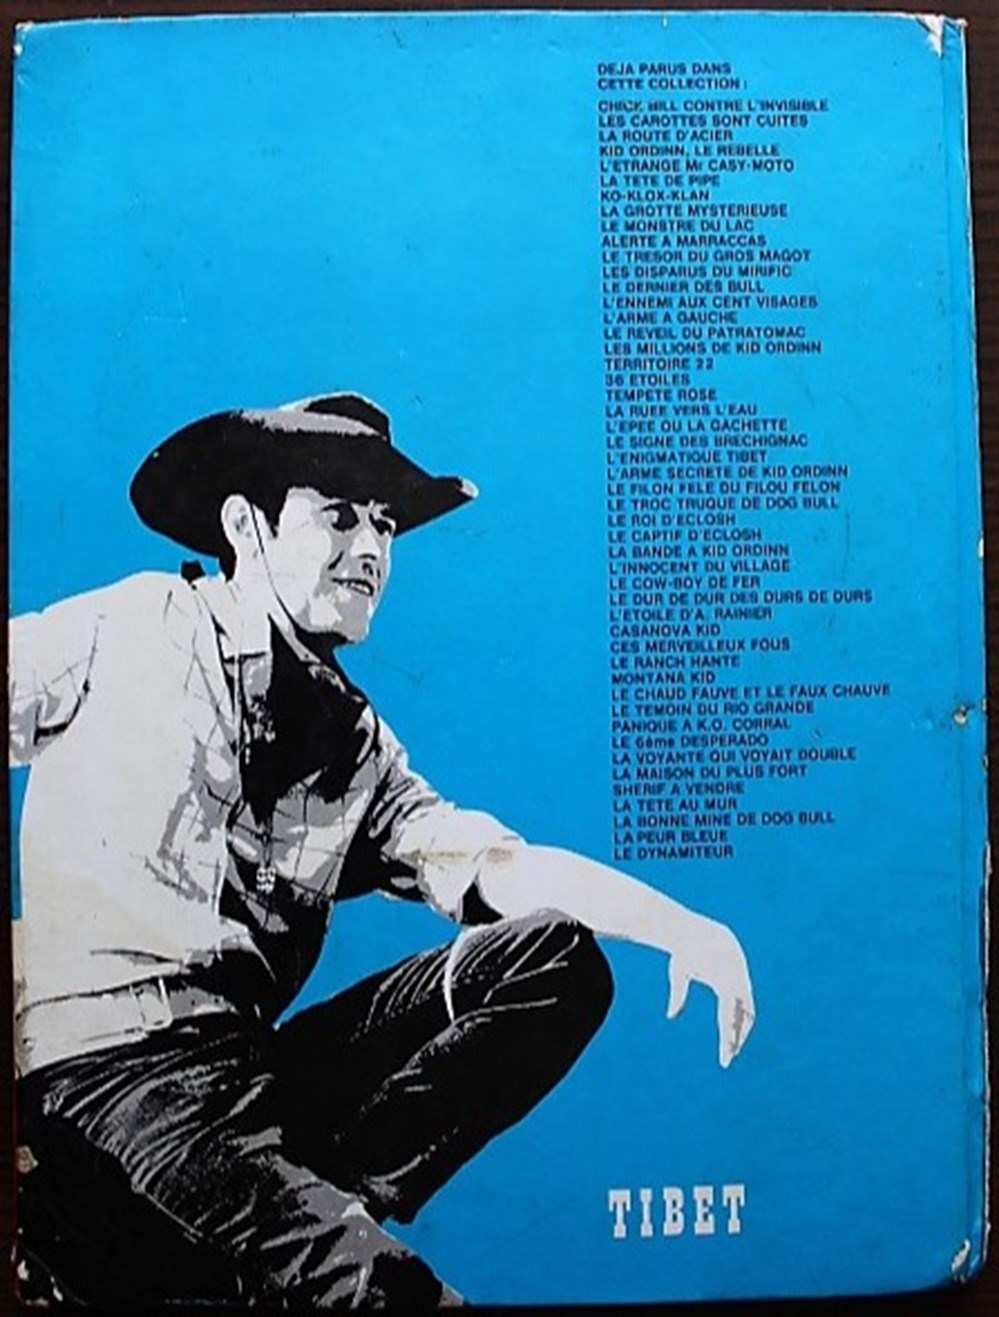 DEJA PARUS DANS
CETTE COLLECTION :
CHICK BILL CONTRE L'INVISIBLE
LES CAROTTES SONT CUITES
LA ROUTE D'ACIER
KID ORDINN, LE REBELLE
L'ETRANGE Mr CASY-MOTO
LA TETE DE PIPE
KO-KLOX-KLAN
LA GROTTE MYSTERIEUSE
LE MONSTRE DU LAC
ALERTE A MARRACCAS
LE TRESOR DU GROS MAGOT
LES DISPARUS DU MIRIFIC
LE DERNIER DES BULL
L'ENNEMI AUX CENT VISAGES
L'ARME A GAUCHE
LE REVEIL DU PATRATOMAC
LES MILLIONS DE KID ORDINN
TERRITOIRE 22
36 ETOILES
TEMPETE ROSE
LA RUEE VERS L'EAU
L'EPEE OU LA GACHETTE
LE SIGNE DES BRECHIGNAC
L'ENIGMATIQUE TIBET
L'ARME SECRETE DE KID ORDINN
LE FILON FELE DU FILOU FELON
LE TROC TRUQUE DE DOG BULL
LE ROI D'ECLOSH
LE CAPTIF D'ECLOSH
LA BANDE A KID ORDINN
L'INNOCENT DU VILLAGE
LE COW-BOY DE FER
LE DUR DE DUR DES DURS DE DURS
L'ETOILE D'A. RAINIER
CASANOVA KID
CES MERVEILLEUX FOUS
LE RANCH HANTE
MONTANA KID
LE CHAUD FAUVE ET LE FAUX CHAUVE
LE TEMOIN DU RIO GRANDE
PANIQUE A K.O. CORRAL
LE 6ème DESPERADO
LA VOYANTE QUI VOYAIT DOUBLE
LA MAISON DU PLUS FORT
SHERIF A VENDRE
LA TETE AU MUR
LA BONNE MINE DE DOG BULL
LA PEUR BLEUE
LE DYNAMITEUR
TIBET